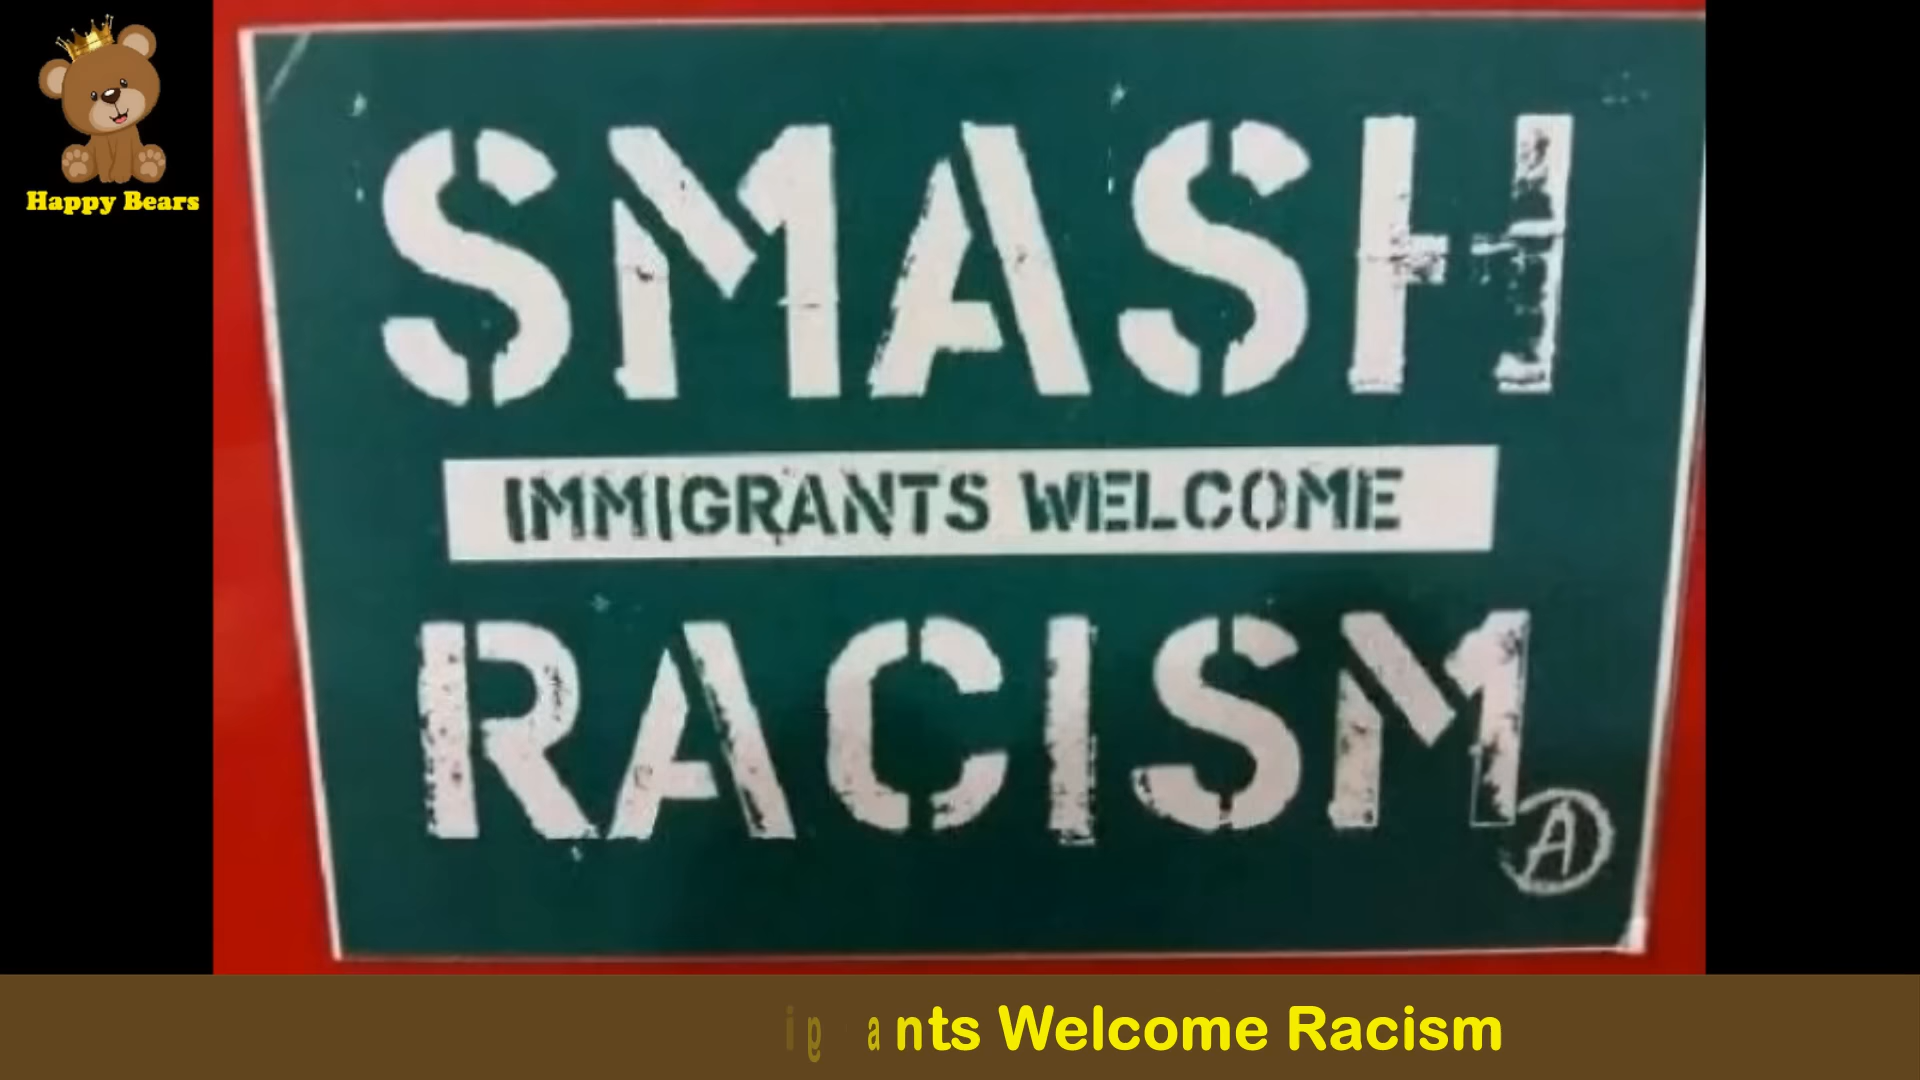 Happy Bears
SMASH
IMMIGRANTS WELCOME
RACISM
A
nts Welcome Racism